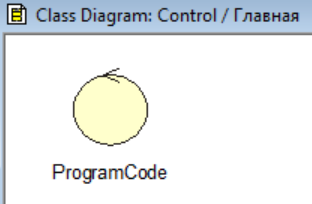 Class Diagram: Control / Главная
ProgramCode